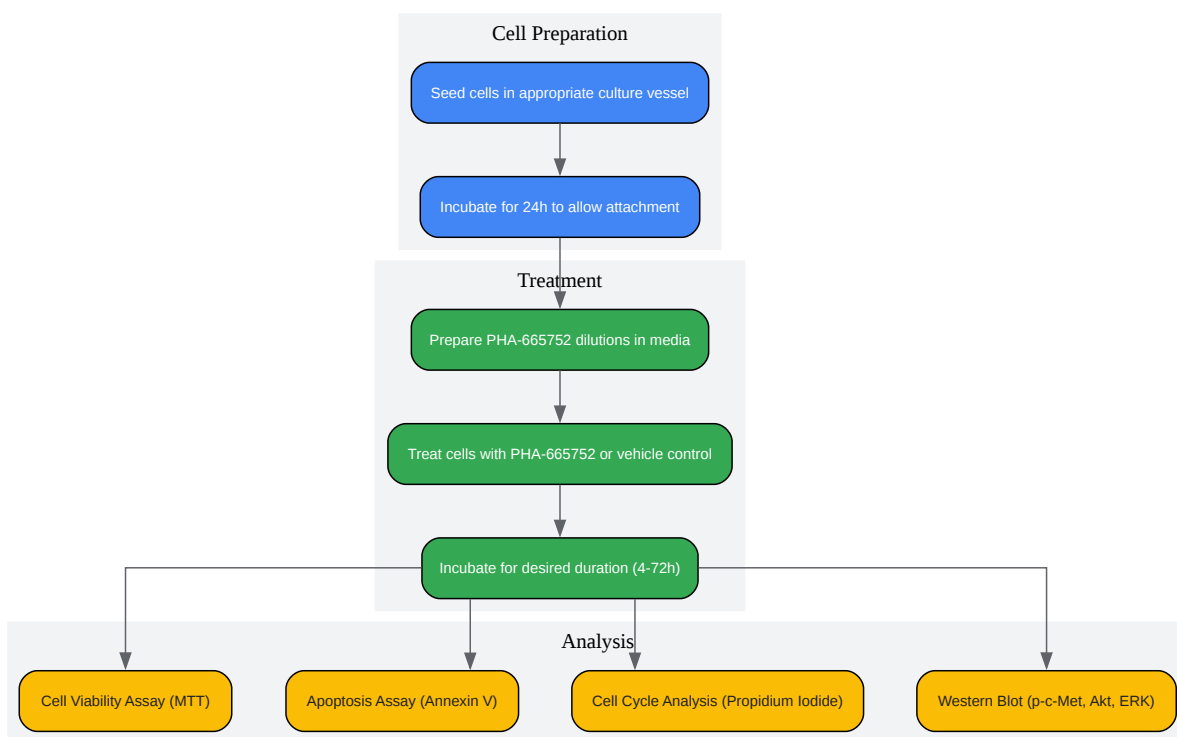 Cell Preparation
Seed cells in appropriate culture vessel
Incubate for 24h to allow attachment
Treatment
Prepare PHA-665752 dilutions in media
Treat cells with PHA-665752 or vehicle control
Incubate for desired duration (4-72h)
Analysis
Cell Viability Assay (MTT)
Apoptosis Assay (Annexin V)
Cell Cycle Analysis (Propidium Iodide)
Western Blot (p-c-Met, Akt, ERK)